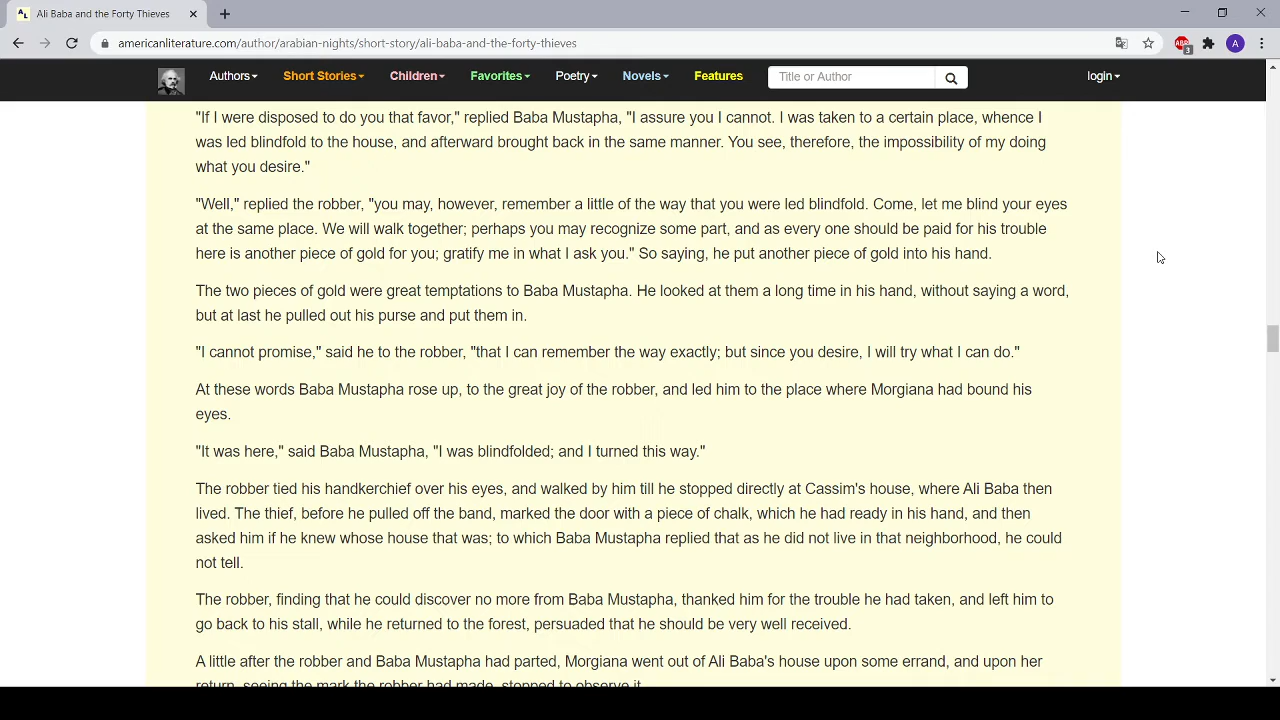 Ali Baba and the Forty Thieves
americanliterature.com/author/arabian-nights/short-story/ali-baba-and-the-forty-thieves
ABP
3
A
Authors Short Stories Children Favorites Poetry Novels Features Title or Author login
"If I were disposed to do you that favor," replied Baba Mustapha, "I assure you I cannot. I was taken to a certain place, whence I
was led blindfold to the house, and afterward brought back in the same manner. You see, therefore, the impossibility of my doing
what you desire."
"Well," replied the robber, "you may, however, remember a little of the way that you were led blindfold. Come, let me blind your eyes
at the same place. We will walk together; perhaps you may recognize some part, and as every one should be paid for his trouble
here is another piece of gold for you; gratify me in what I ask you." So saying, he put another piece of gold into his hand.
The two pieces of gold were great temptations to Baba Mustapha. He looked at them a long time in his hand, without saying a word,
but at last he pulled out his purse and put them in.
"I cannot promise," said he to the robber, "that I can remember the way exactly; but since you desire, I will try what I can do."
At these words Baba Mustapha rose up, to the great joy of the robber, and led him to the place where Morgiana had bound his
eyes.
"It was here," said Baba Mustapha, "I was blindfolded; and I turned this way."
The robber tied his handkerchief over his eyes, and walked by him till he stopped directly at Cassim's house, where Ali Baba then
lived. The thief, before he pulled off the band, marked the door with a piece of chalk, which he had ready in his hand, and then
asked him if he knew whose house that was; to which Baba Mustapha replied that as he did not live in that neighborhood, he could
not tell.
The robber, finding that he could discover no more from Baba Mustapha, thanked him for the trouble he had taken, and left him to
go back to his stall, while he returned to the forest, persuaded that he should be very well received.
A little after the robber and Baba Mustapha had parted, Morgiana went out of Ali Baba's house upon some errand, and upon her
return, seeing the mark the robber had made, stopped to observe it.